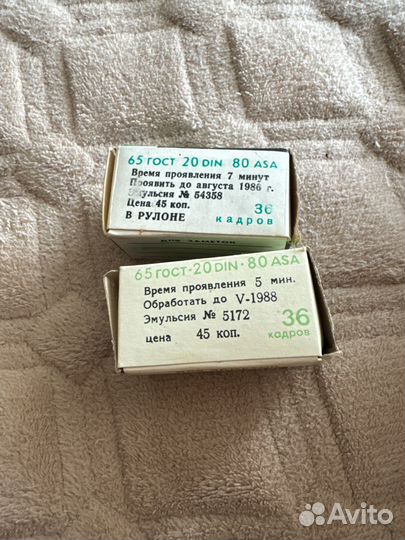 65 ГОСТ 20 DIN 80 ASA
Время проявления 7 минут
Проявить до августа 1986 г.
Эмульсия № 54358
Цена 45 коп.
В РУЛОНЕ
36
кадров
ДЛЯ ЗАМЕТОК
65 ГОСТ·20 DIN·80 ASA
Время проявления 5 мин.
Обработать до V-1988
Эмульсия № 5172
цена 45 коп.
36
кадров
Avito